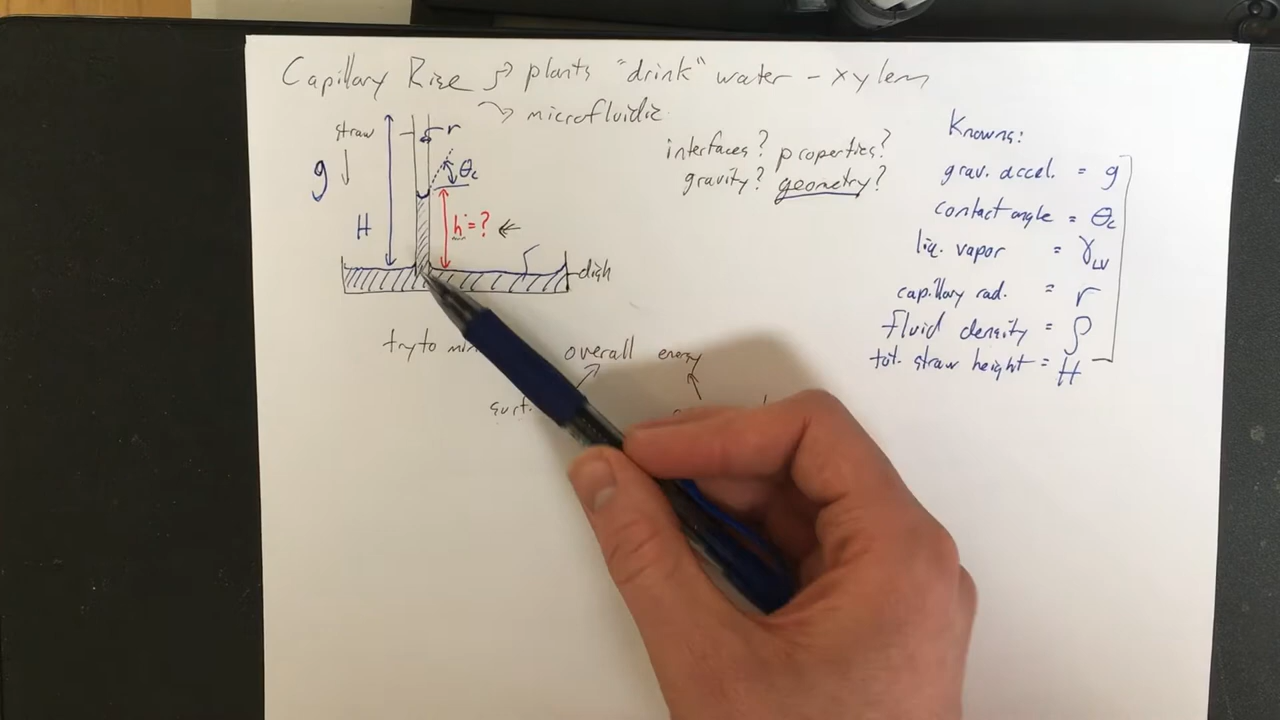 Capillary Rise → plants "drink" water - xylem
→ microfluidic
straw
r
θc
g
H
h=?
dish
interfaces? properties?
gravity? geometry?
Knowns:
grav. accel. = g
contact angle = θc
liq. vapor = γLV
capillary rad. = r
fluid density = ρ
tot. straw height = H
try to overall energy
surf.